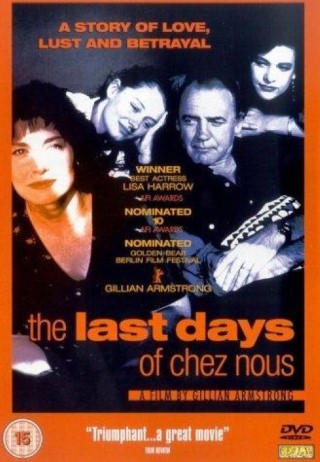 A STORY OF LOVE,
LUST AND BETRAYAL
WINNER
BEST ACTRESS
LISA HARROW
AFI AWARDS
NOMINATED
10
AFI AWARDS
NOMINATED
GOLDEN BEAR
BERLIN FILM FESTIVAL
GILLIAN ARMSTRONG
the last days
of chez nous
A FILM BY GILLIAN ARMSTRONG
15
"Triumphant...a great movie"
DVD
VIDEO